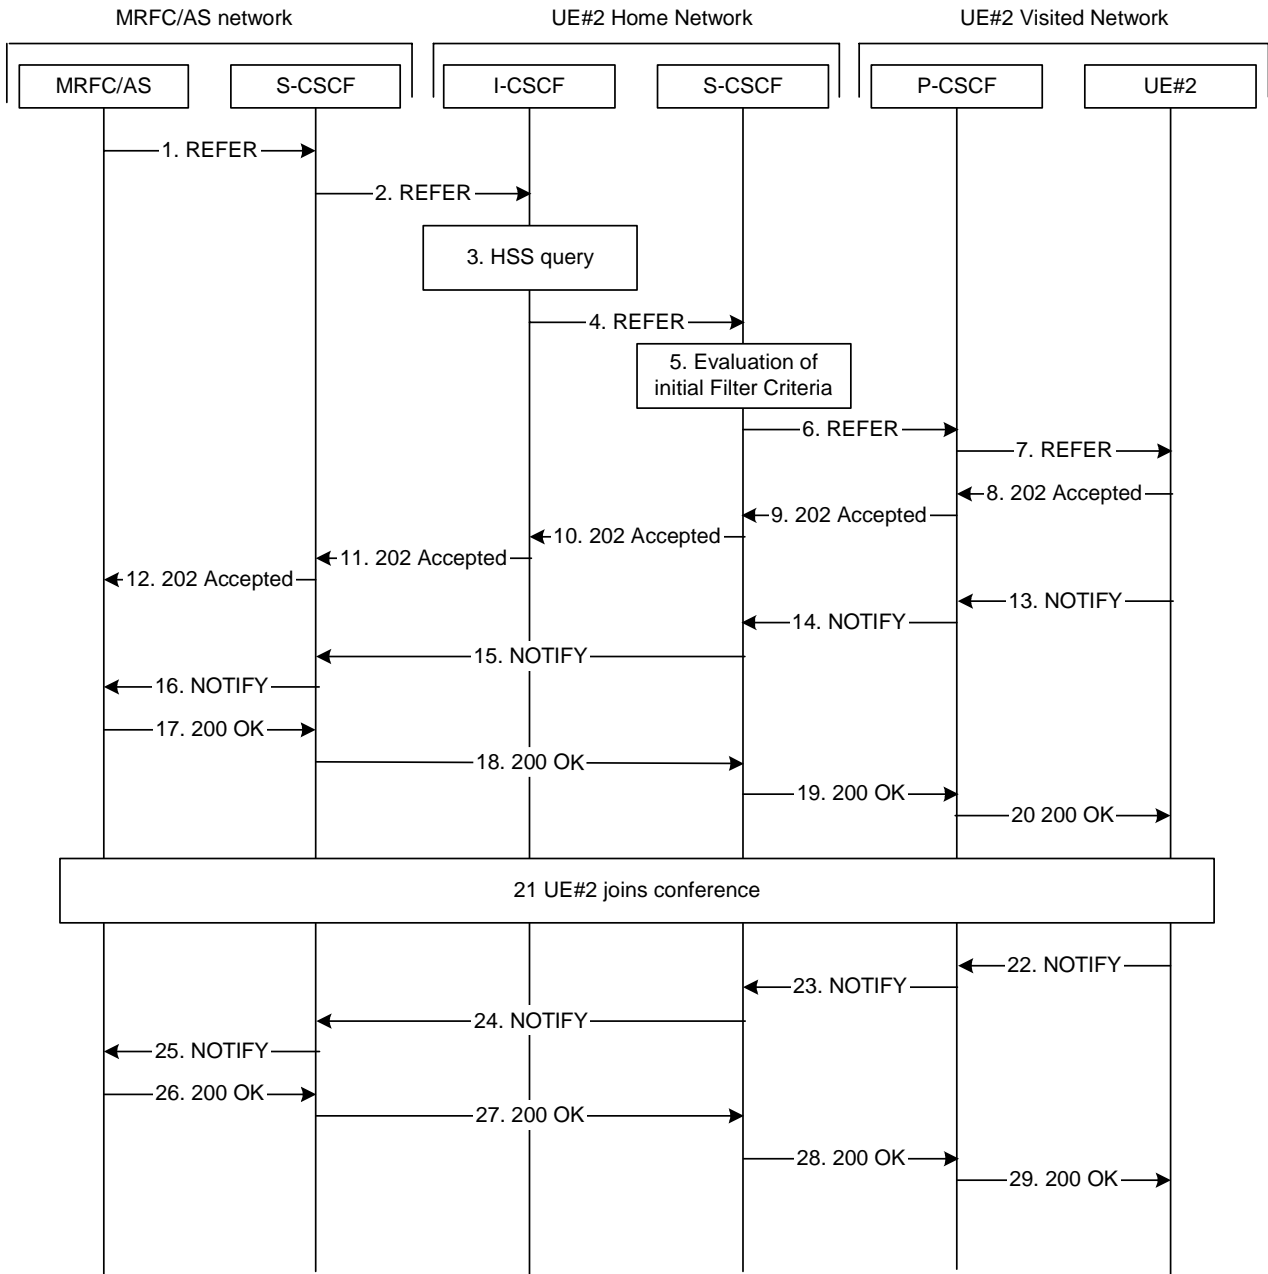 MRFC/AS network
UE#2 Home Network
UE#2 Visited Network
MRFC/AS
S-CSCF
I-CSCF
S-CSCF
P-CSCF
UE#2
1. REFER
2. REFER
3. HSS query
4. REFER
5. Evaluation of
initial Filter Criteria
6. REFER
7. REFER
8. 202 Accepted
9. 202 Accepted
10. 202 Accepted
11. 202 Accepted
12. 202 Accepted
13. NOTIFY
14. NOTIFY
15. NOTIFY
16. NOTIFY
17. 200 OK
18. 200 OK
19. 200 OK
20 200 OK
21 UE#2 joins conference
22. NOTIFY
23. NOTIFY
24. NOTIFY
25. NOTIFY
26. 200 OK
27. 200 OK
28. 200 OK
29. 200 OK